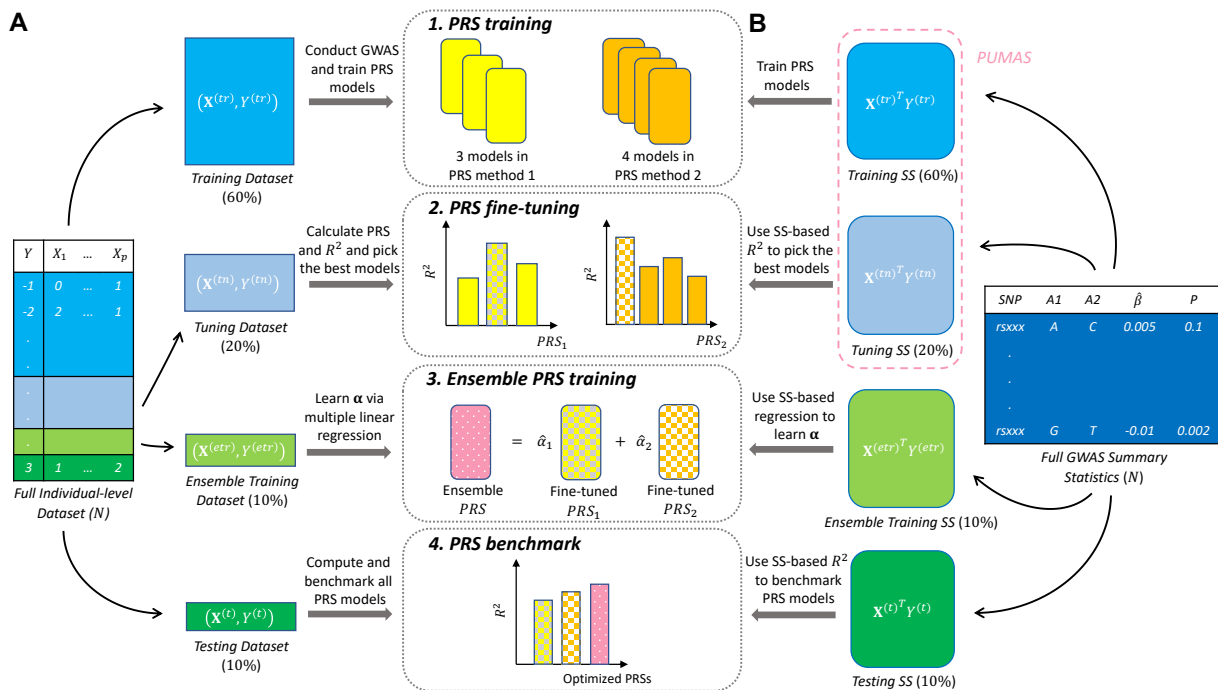 A
B
1. PRS training
Conduct GWAS
and train PRS
models
(X^(tr), Y^(tr))
Training Dataset
(60%)
3 models in
PRS method 1
4 models in
PRS method 2
Train PRS
models
PUMAS
X^(tr)^T Y^(tr)
Training SS (60%)
2. PRS fine-tuning
Calculate PRS
and R² and pick
the best models
(X^(tn), Y^(tn))
Tuning Dataset
(20%)
R²
PRS₁
R²
PRS₂
Use SS-based
R² to pick the
best models
X^(tn)^T Y^(tn)
Tuning SS (20%)
Y X₁ ... Xₚ
-1 0 ... 1
-2 2 ... 1
.
.
.
.
.
3 1 ... 2
Full Individual-level
Dataset (N)
3. Ensemble PRS training
Learn α via
multiple linear
regression
(X^(etr), Y^(etr))
Ensemble Training
Dataset (10%)
= α̂₁ + α̂₂
Ensemble
PRS
Fine-tuned
PRS₁
Fine-tuned
PRS₂
Use SS-based
regression to
learn α
X^(etr)^T Y^(etr)
Ensemble Training SS (10%)
SNP A1 A2 β̂ P
rsxxx A C 0.005 0.1
.
.
.
rsxxx G T -0.01 0.002
Full GWAS Summary
Statistics (N)
4. PRS benchmark
Compute and
benchmark all
PRS models
(X^(t), Y^(t))
Testing Dataset
(10%)
R²
Optimized PRSs
Use SS-based R²
to benchmark
PRS models
X^(t)^T Y^(t)
Testing SS (10%)